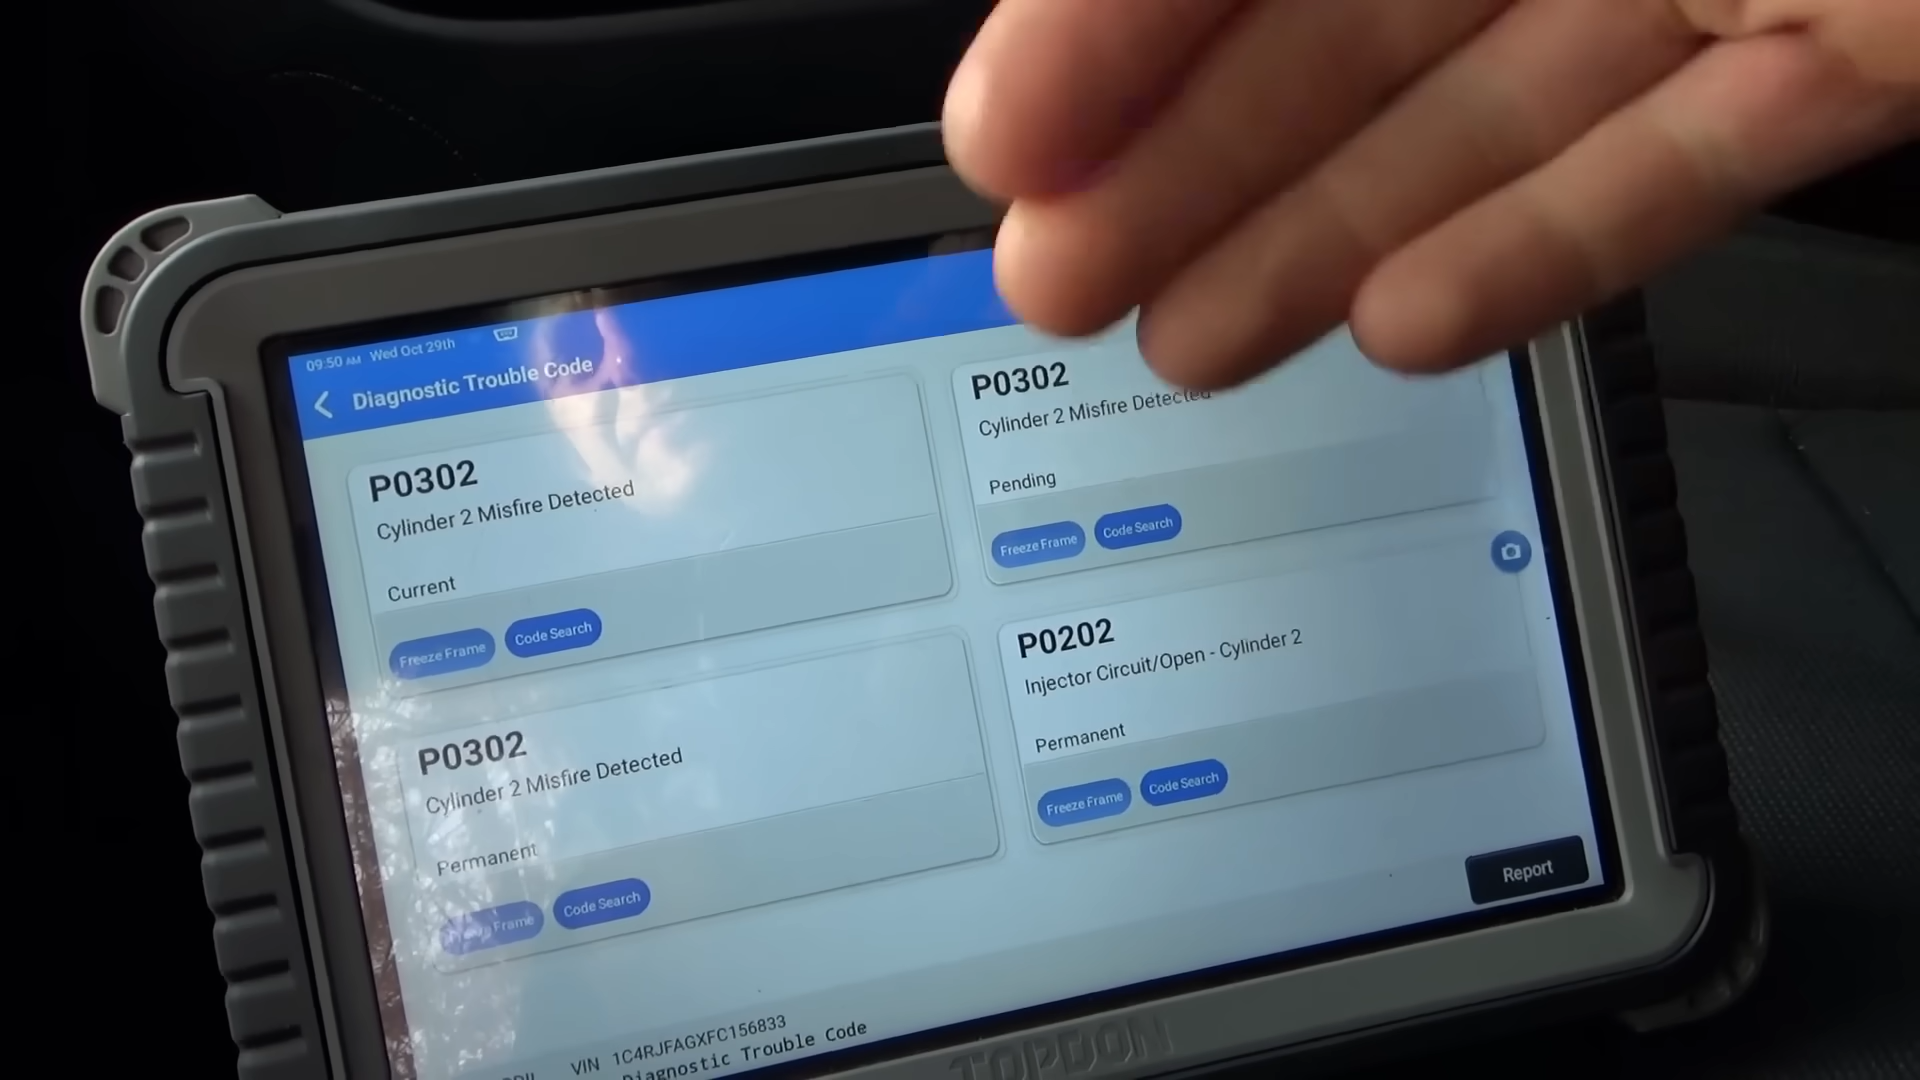 09:50 AM Wed Oct 29th
Diagnostic Trouble Code
P0302
Cylinder 2 Misfire Detected
Current
Freeze Frame Code Search
P0302
Cylinder 2 Misfire Detected
Pending
Freeze Frame Code Search
P0302
Cylinder 2 Misfire Detected
Permanent
Freeze Frame Code Search
P0202
Injector Circuit/Open - Cylinder 2
Permanent
Freeze Frame Code Search
Report
VIN 1C4RJFAGXFC156833
Diagnostic Trouble Code
TOPDON